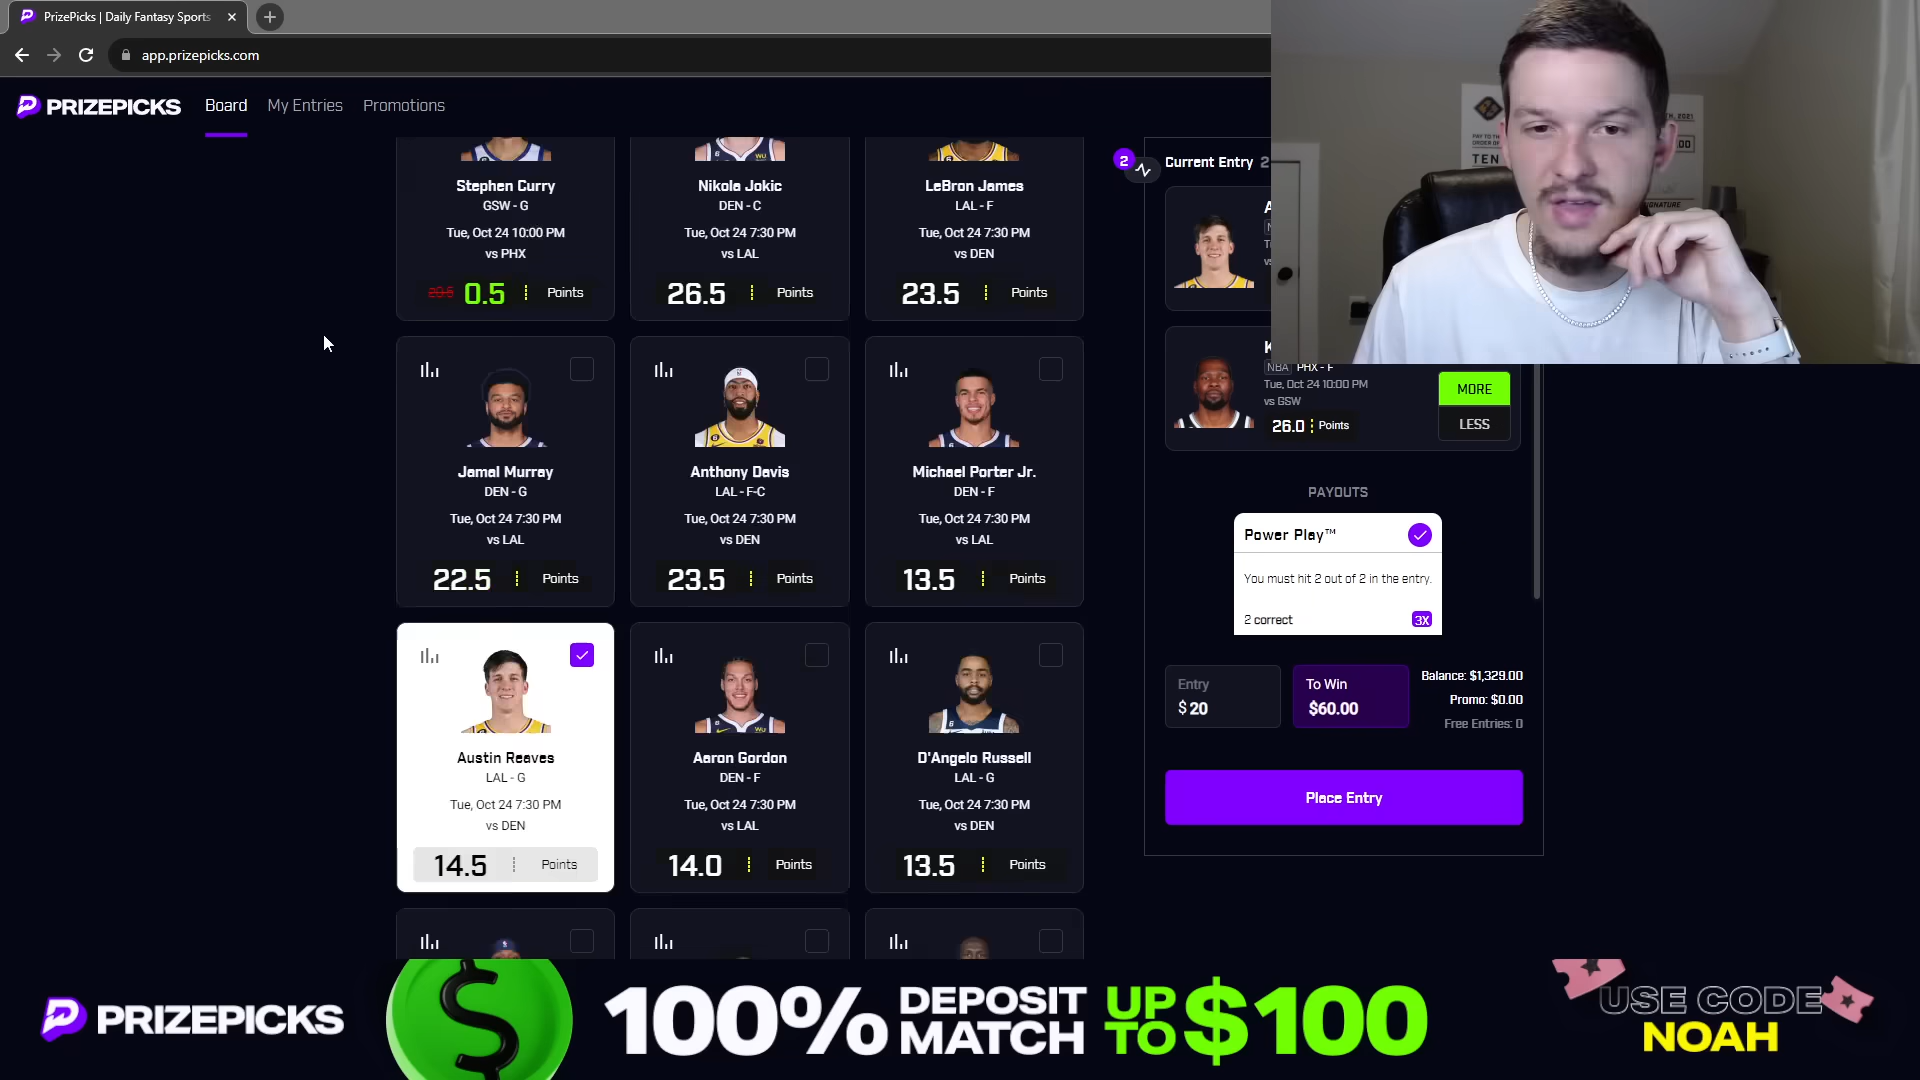 PrizePicks | Daily Fantasy Sports
app.prizepicks.com
PRIZEPICKS
Board
My Entries
Promotions
Stephen Curry
GSW - G
Tue, Oct 24 10:00 PM
vs PHX
0.5
Points
Nikola Jokic
DEN - C
Tue, Oct 24 7:30 PM
vs LAL
26.5
Points
LeBron James
LAL - F
Tue, Oct 24 7:30 PM
vs DEN
23.5
Points
Jamal Murray
DEN - G
Tue, Oct 24 7:30 PM
vs LAL
22.5
Points
Anthony Davis
LAL - F-C
Tue, Oct 24 7:30 PM
vs DEN
23.5
Points
Michael Porter Jr.
DEN - F
Tue, Oct 24 7:30 PM
vs LAL
13.5
Points
Austin Reaves
LAL - G
Tue, Oct 24 7:30 PM
vs DEN
14.5
Points
Aaron Gordon
DEN - F
Tue, Oct 24 7:30 PM
vs LAL
14.0
Points
D'Angelo Russell
LAL - G
Tue, Oct 24 7:30 PM
vs DEN
13.5
Points
2
Current Entry 2
NBA PHX - F
Tue, Oct 24 10:00 PM
vs GSW
26.0
Points
MORE
LESS
PAYOUTS
Power Play™
You must hit 2 out of 2 in the entry.
2 correct
3X
Entry
$ 20
To Win
$60.00
Balance: $1,329.00
Promo: $0.00
Free Entries: 0
Place Entry
PAY TO THE
ORDER OF
TEN
2021
PRIZEPICKS
100% DEPOSIT MATCH UP TO $100
USE CODE
NOAH